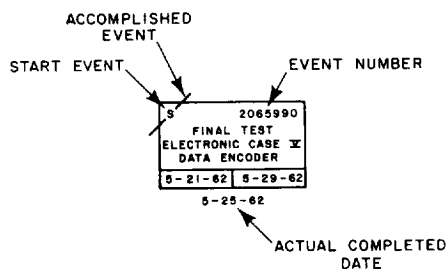 ACCOMPLISHED
EVENT
START EVENT
EVENT NUMBER
S 2065990
FINAL TEST
ELECTRONIC CASE V
DATA ENCODER
5-21-62 5-29-62
5-25-62
ACTUAL COMPLETED
DATE